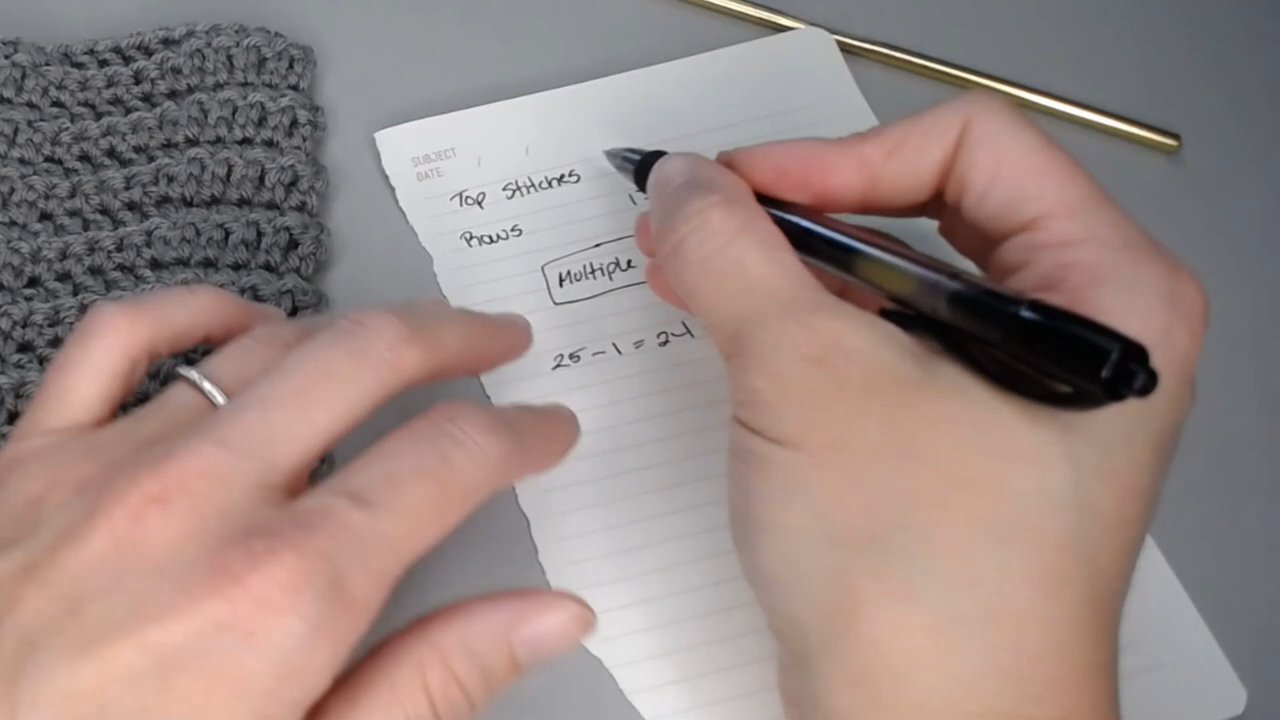 SUBJECT / /
DATE:
Top Stitches
Rows
Multiple
25-1=24